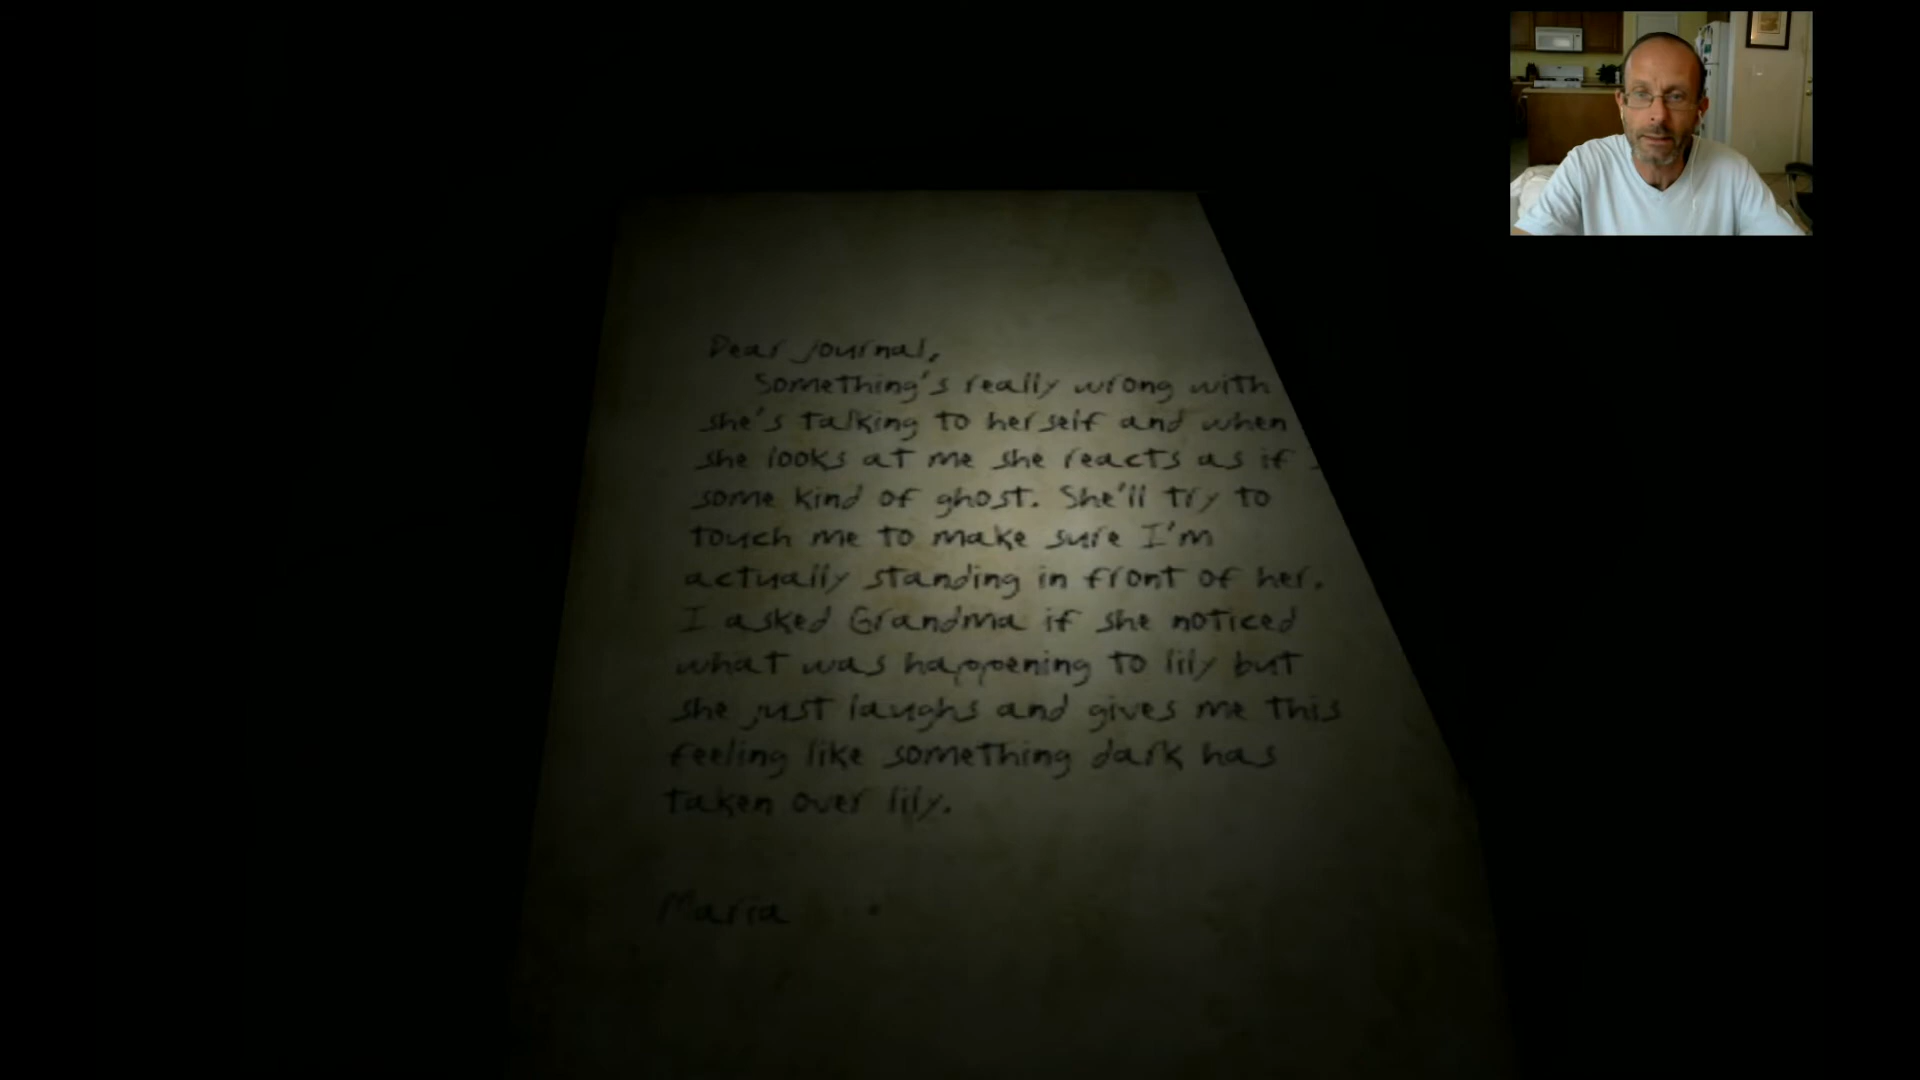 Dear journal,
Something's really wrong with
she's talking to herself and when
she looks at me she reacts as if
some kind of ghost. She'll try to
touch me to make sure I'm
actually standing in front of her.
I asked Grandma if she noticed
what was happening to lily but
she just laughs and gives me this
feeling like something dark has
taken over lily.
Maria